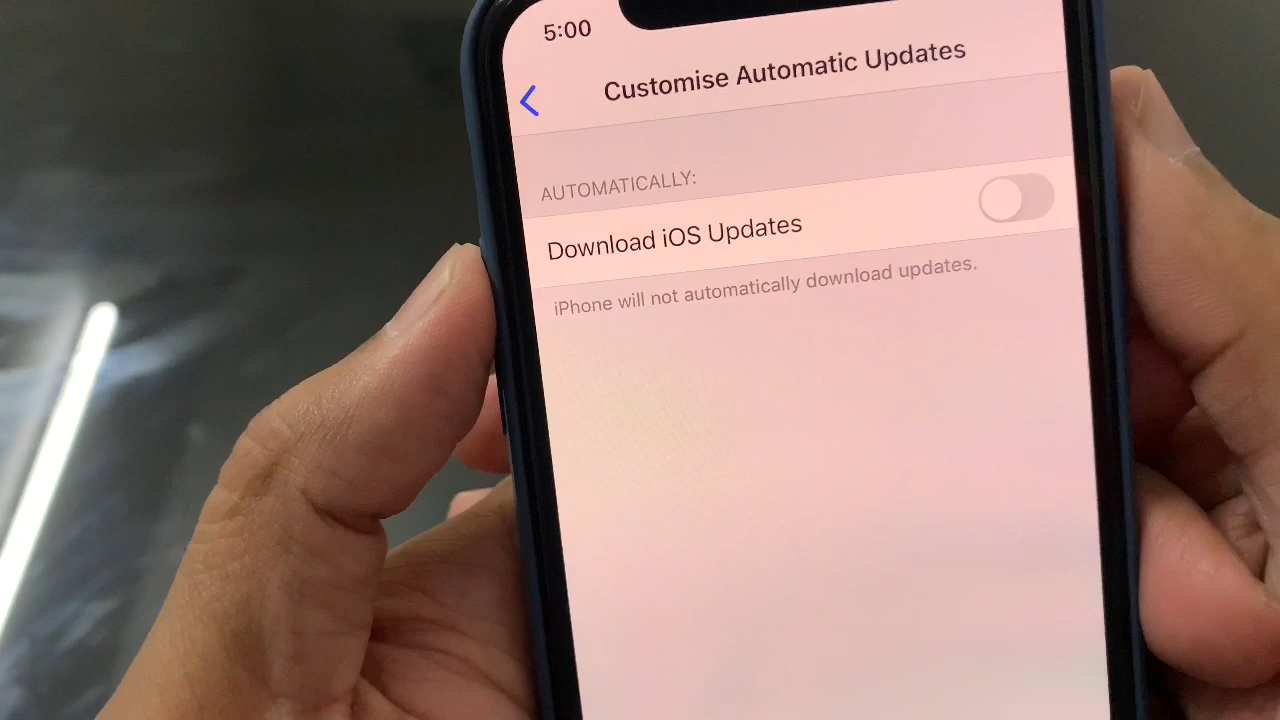 5:00
Customise Automatic Updates
AUTOMATICALLY:
Download iOS Updates
iPhone will not automatically download updates.